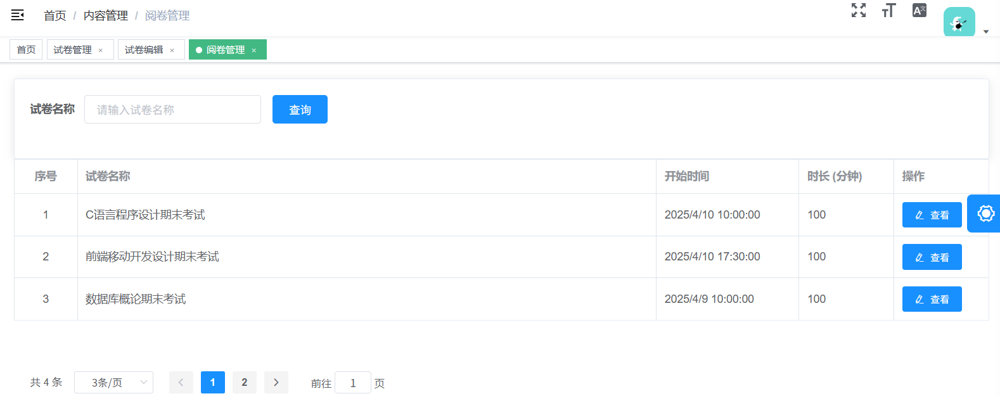 首页 / 内容管理 / 阅卷管理
首页 试卷管理 × 试卷编辑 × 阅卷管理 ×
试卷名称 请输入试卷名称 查询
序号 试卷名称 开始时间 时长 (分钟) 操作
1 C语言程序设计期末考试 2025/4/10 10:00:00 100 查看
2 前端移动开发设计期末考试 2025/4/10 17:30:00 100 查看
3 数据库概论期末考试 2025/4/9 10:00:00 100 查看
共 4 条 3条/页 1 2 前往 1 页